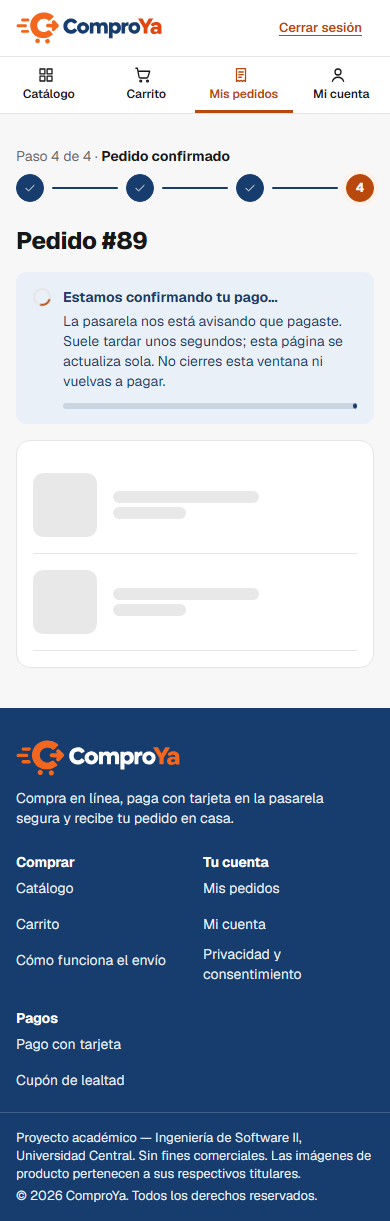 ComproYa
Cerrar sesión
Catálogo
Carrito
Mis pedidos
Mi cuenta
Paso 4 de 4 · Pedido confirmado
4
Pedido #89
Estamos confirmando tu pago...
La pasarela nos está avisando que pagaste.
Suele tardar unos segundos; esta página se
actualiza sola. No cierres esta ventana ni
vuelvas a pagar.
ComproYa
Compra en línea, paga con tarjeta en la pasarela
segura y recibe tu pedido en casa.
Comprar
Catálogo
Carrito
Cómo funciona el envío
Tu cuenta
Mis pedidos
Mi cuenta
Privacidad y
consentimiento
Pagos
Pago con tarjeta
Cupón de lealtad
Proyecto académico — Ingeniería de Software II,
Universidad Central. Sin fines comerciales. Las imágenes de
producto pertenecen a sus respectivos titulares.
© 2026 ComproYa. Todos los derechos reservados.